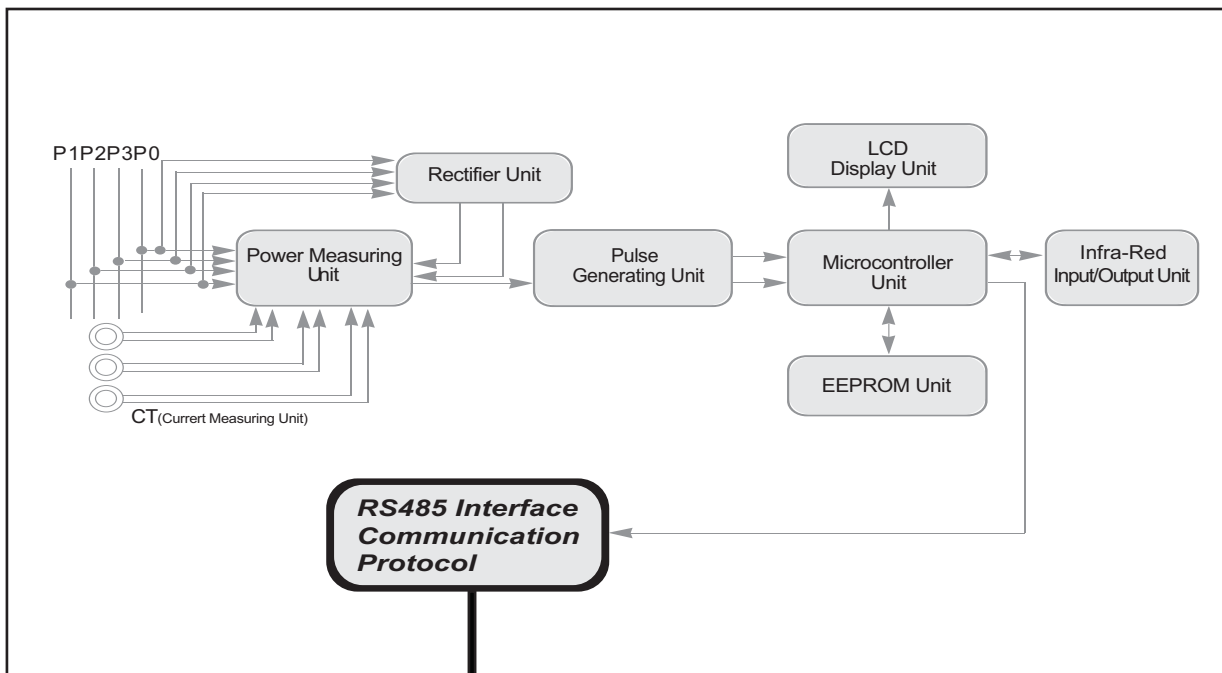 P1P2P3P0
Rectifier Unit
LCD
Display Unit
Power Measuring
Unit
Pulse
Generating Unit
Microcontroller
Unit
Infra-Red
Input/Output Unit
EEPROM Unit
CT(Currert Measuring Unit)
RS485 Interface
Communication
Protocol